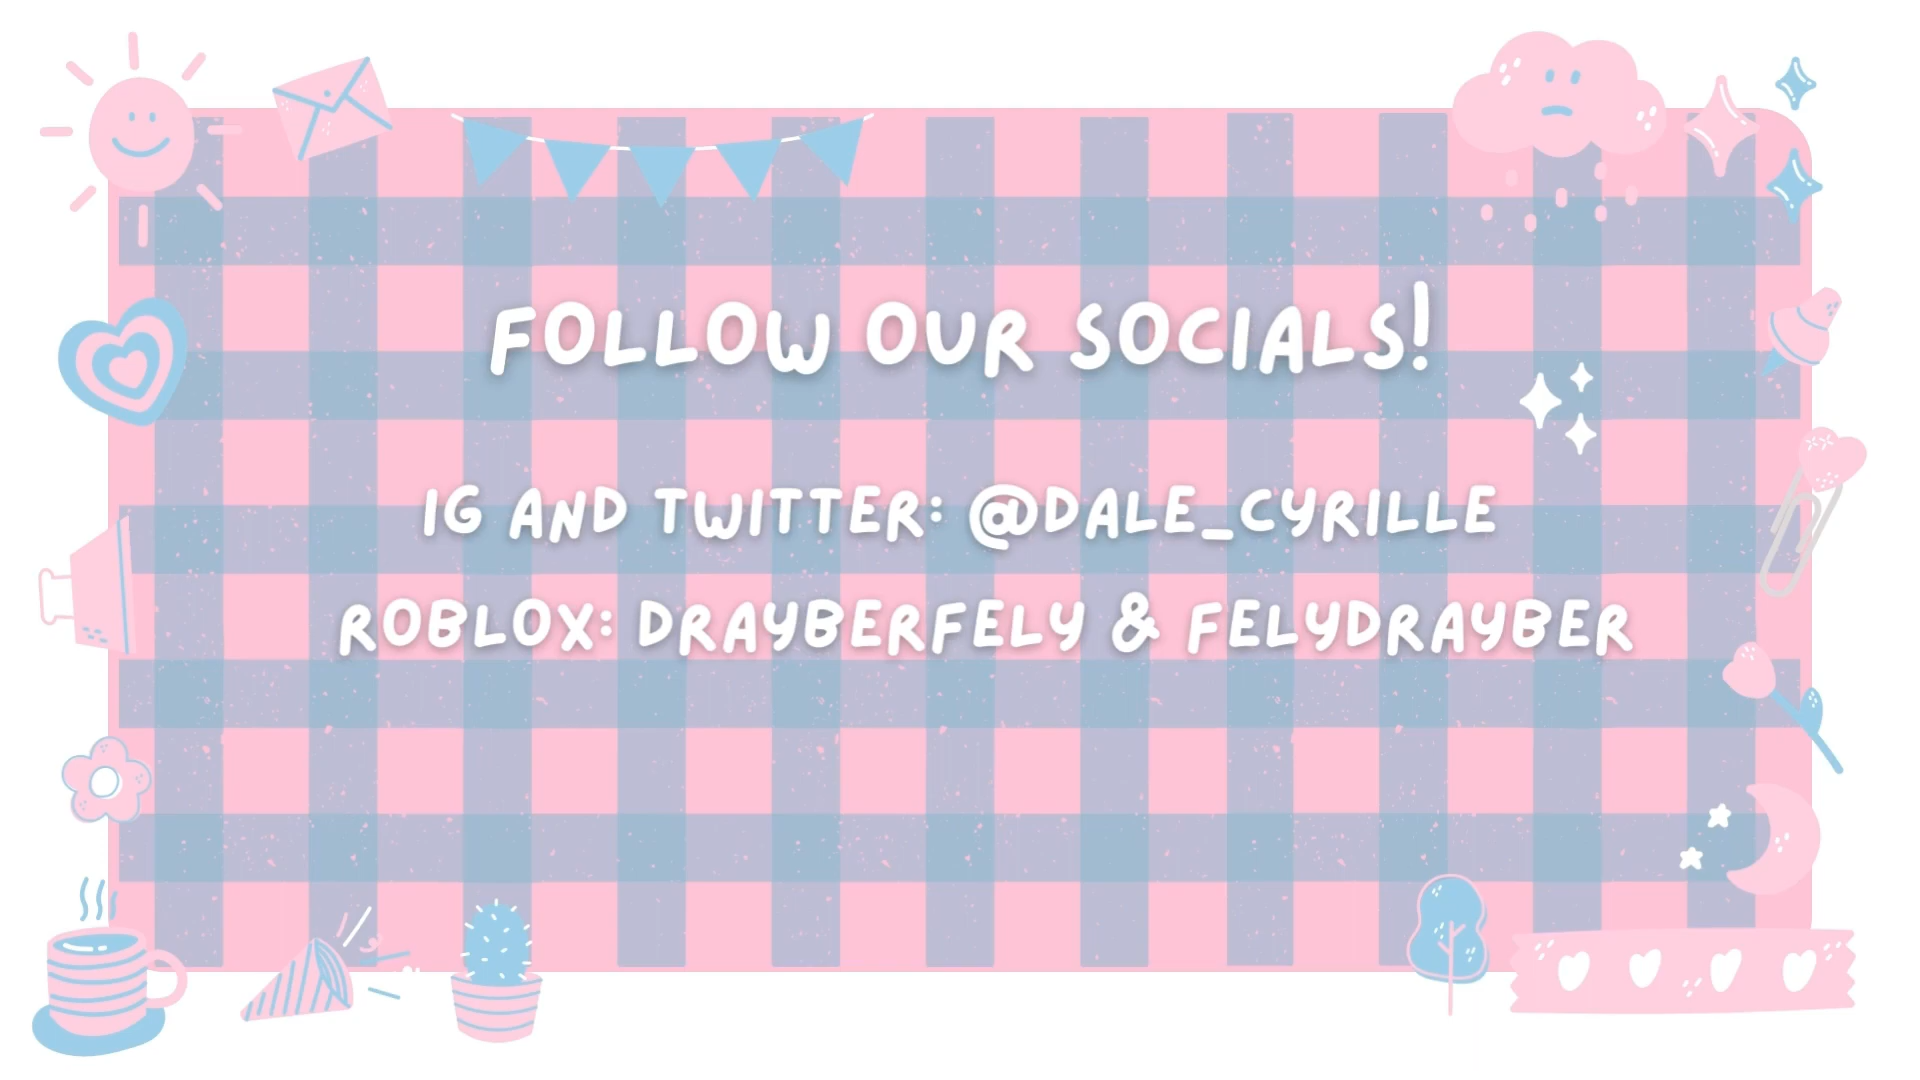 FOLLOW OUR SOCIALS!
IG AND TWITTER: @DALE_CYRILLE
ROBLOX: DRAYBERFELY & FELYDRAYBER